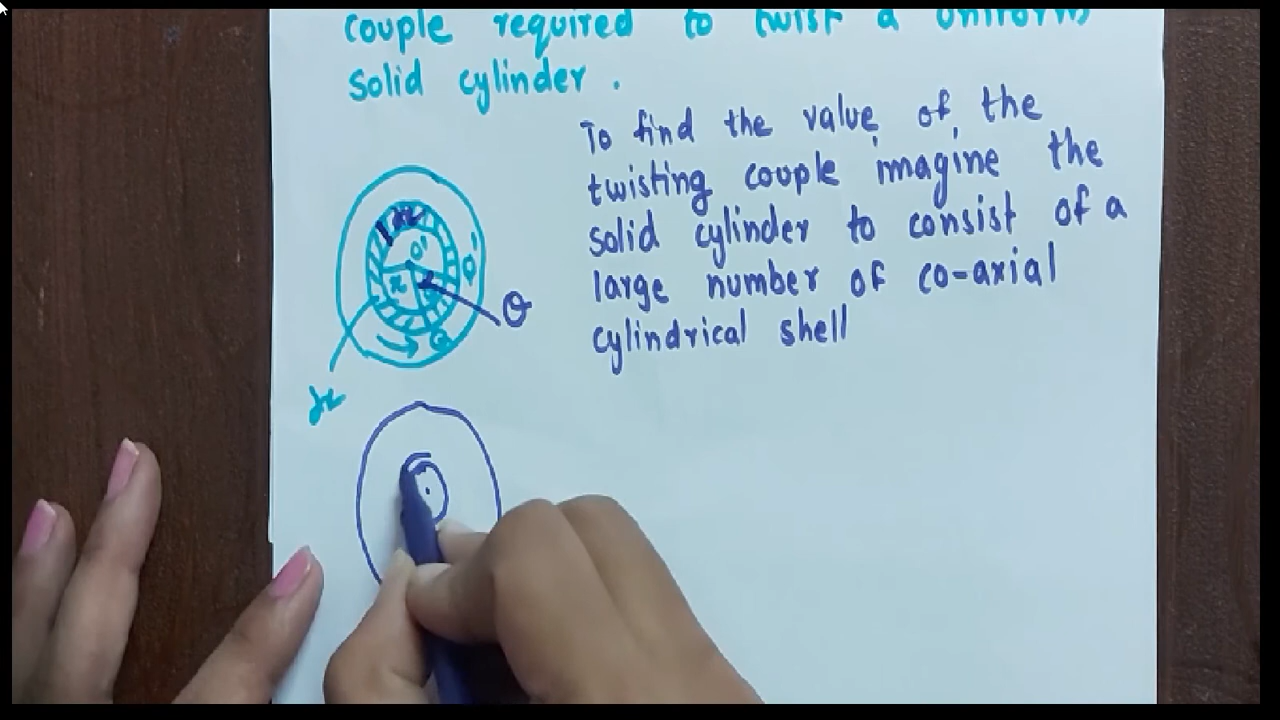 couple required to twist a uniform
solid cylinder.
To find the value of the
twisting couple imagine the
solid cylinder to consist of a
large number of co-axial
cylindrical shell
O'
Q'
x
θ
Q
dx